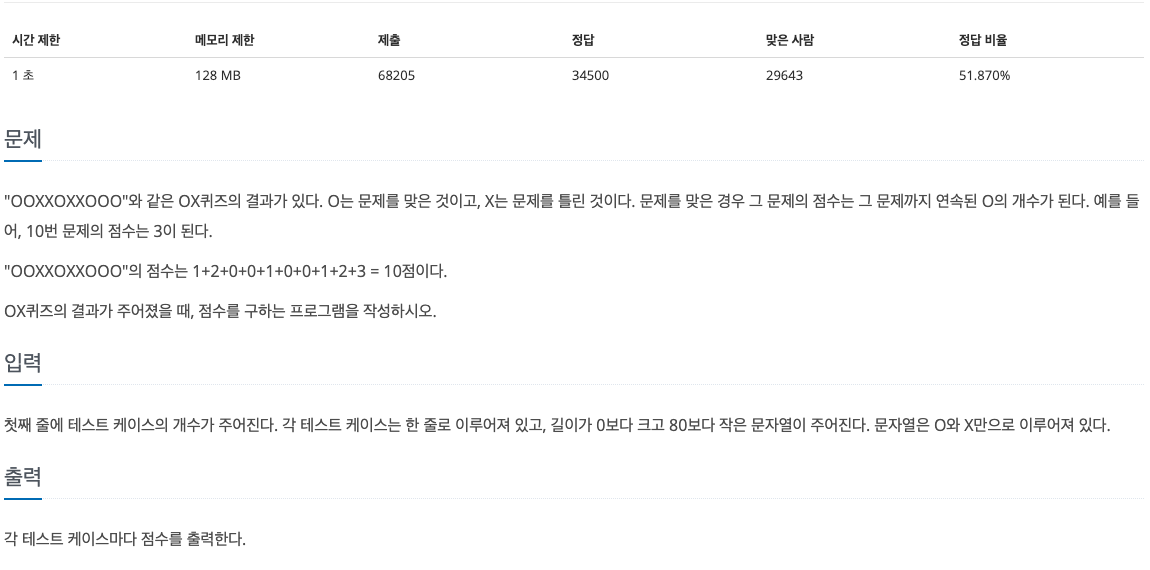 시간 제한 메모리 제한 제출 정답 맞은 사람 정답 비율
1 초 128 MB 68205 34500 29643 51.870%
문제
"OOXXOXXOOO"와 같은 OX퀴즈의 결과가 있다. O는 문제를 맞은 것이고, X는 문제를 틀린 것이다. 문제를 맞은 경우 그 문제의 점수는 그 문제까지 연속된 O의 개수가 된다. 예를 들
어, 10번 문제의 점수는 3이 된다.
"OOXXOXXOOO"의 점수는 1+2+0+0+1+0+0+1+2+3 = 10점이다.
OX퀴즈의 결과가 주어졌을 때, 점수를 구하는 프로그램을 작성하시오.
입력
첫째 줄에 테스트 케이스의 개수가 주어진다. 각 테스트 케이스는 한 줄로 이루어져 있고, 길이가 0보다 크고 80보다 작은 문자열이 주어진다. 문자열은 O와 X만으로 이루어져 있다.
출력
각 테스트 케이스마다 점수를 출력한다.